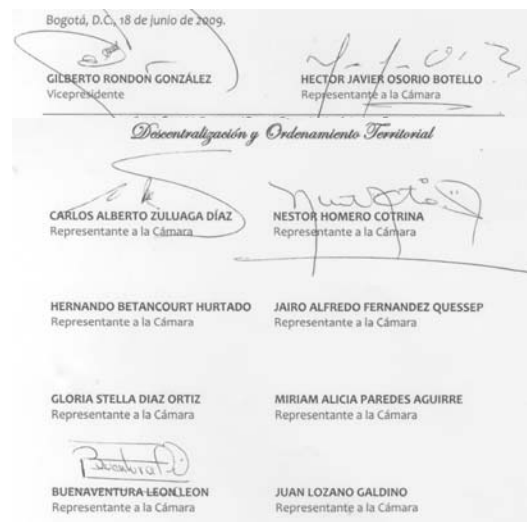 Bogotá, D.C., 18 de junio de 2009.
GILBERTO RONDÓN GONZÁLEZ
Vicepresidente
HECTOR JAVIER OSORIO BOTELLO
Representante a la Cámara
Descentralización y Ordenamiento Territorial
CARLOS ALBERTO ZULUAGA DÍAZ
Representante a la Cámara
NESTOR HOMERO COTRINA
Representante a la Cámara
HERNANDO BETANCOURT HURTADO
Representante a la Cámara
JAIRO ALFREDO FERNANDEZ QUESSEP
Representante a la Cámara
GLORIA STELLA DIAZ ORTIZ
Representante a la Cámara
MIRIAM ALICIA PAREDES AGUIRRE
Representante a la Cámara
BUENAVENTURA LEON LEON
Representante a la Cámara
JUAN LOZANO GALDINO
Representante a la Cámara